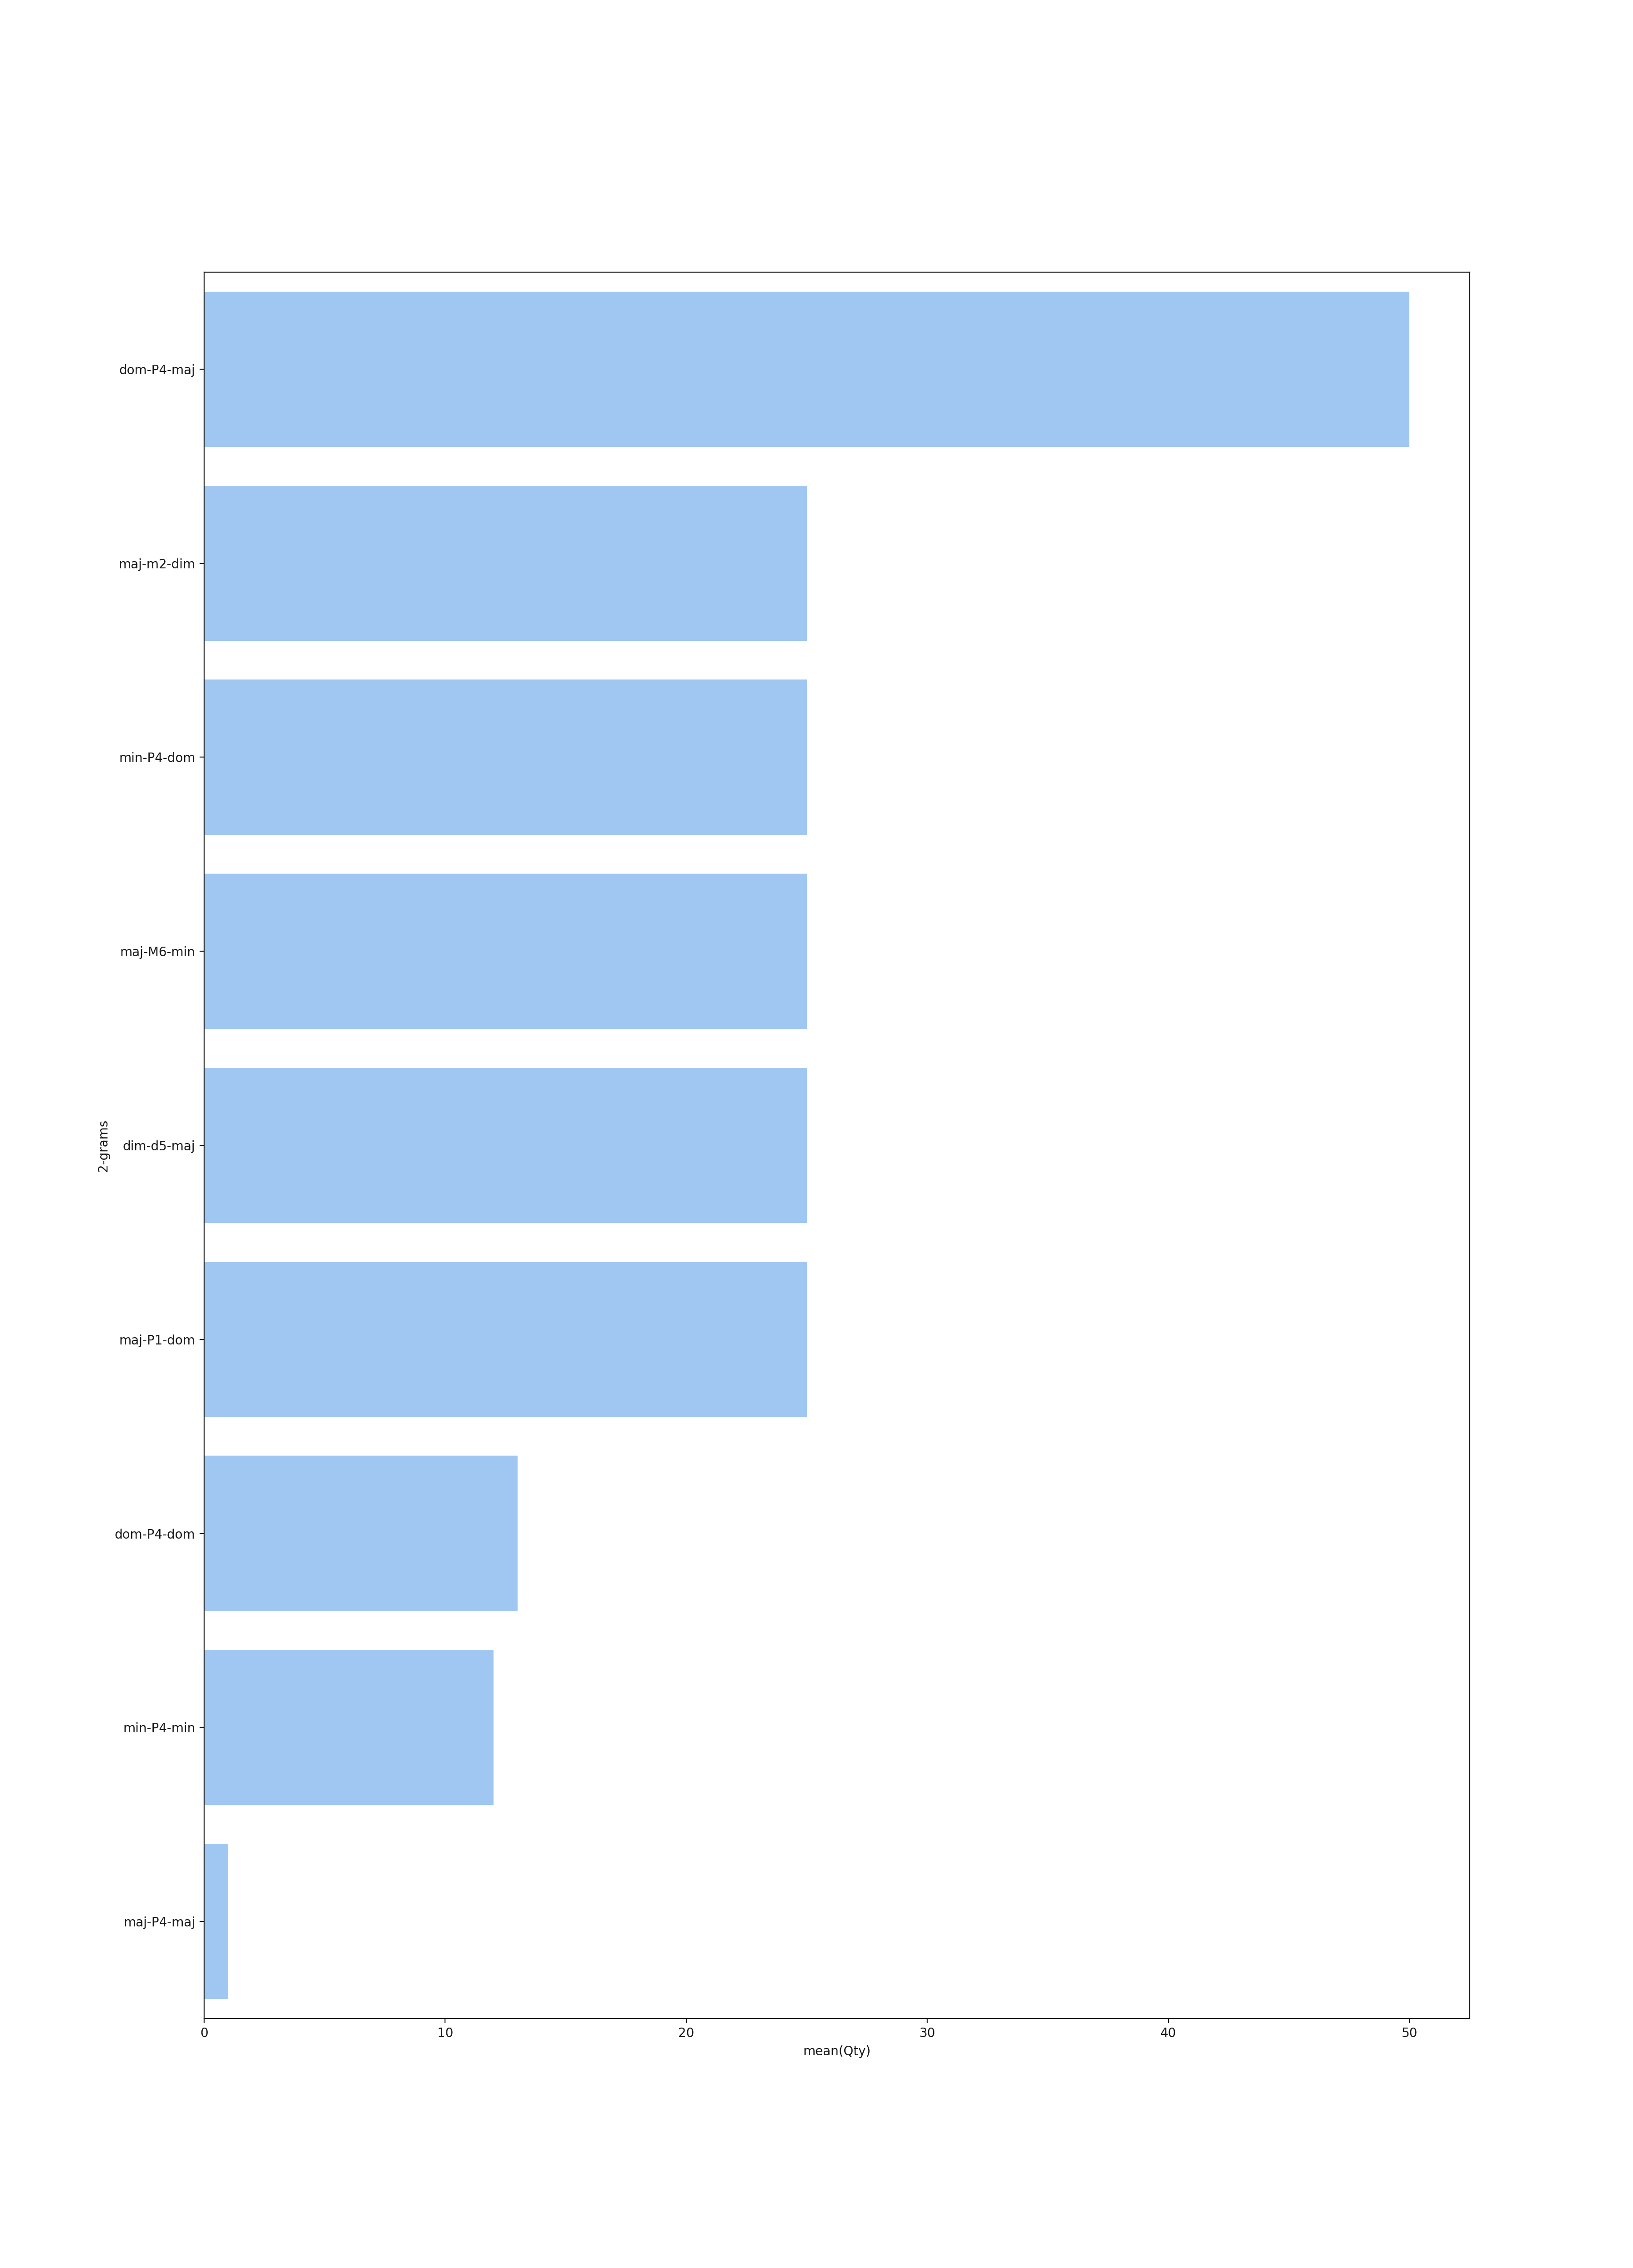 dom-P4-maj
maj-m2-dim
min-P4-dom
maj-M6-min
dim-d5-maj
maj-P1-dom
dom-P4-dom
min-P4-min
maj-P4-maj
2-grams
0 10 20 30 40 50
mean(Qty)